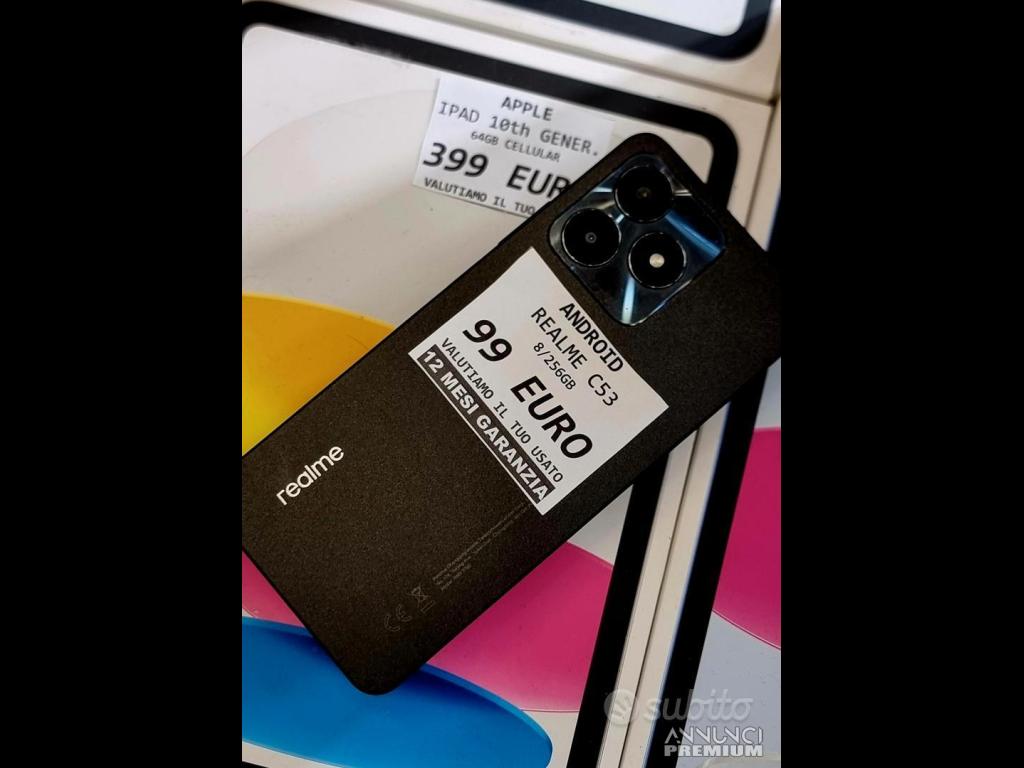 APPLE
IPAD 10th GENER.
64GB CELLULAR
399 EUR
VALUTIAMO IL TUO
ANDROID
REALME C53
8/256GB
99 EURO
VALUTIAMO IL TUO USATO
12 MESI GARANZIA
realme
CE
subito
ANNUNCI
PREMIUM